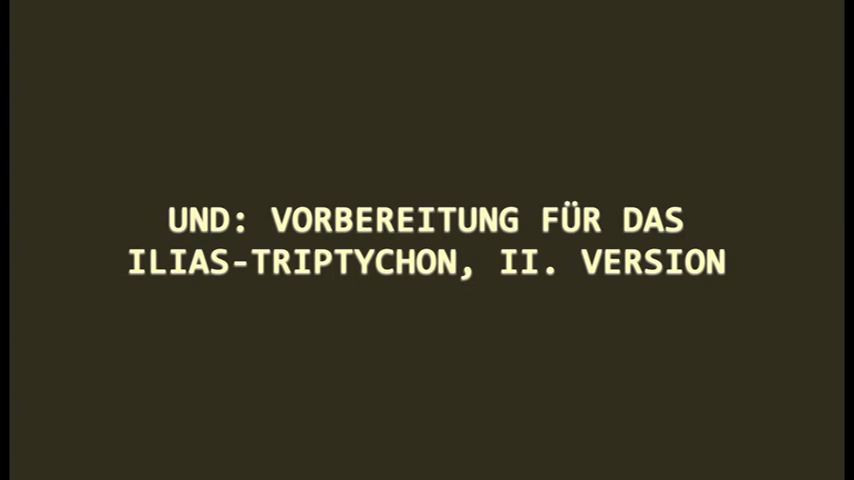 UND: VORBEREITUNG FÜR DAS
ILIAS-TRIPTYCHON, II. VERSION